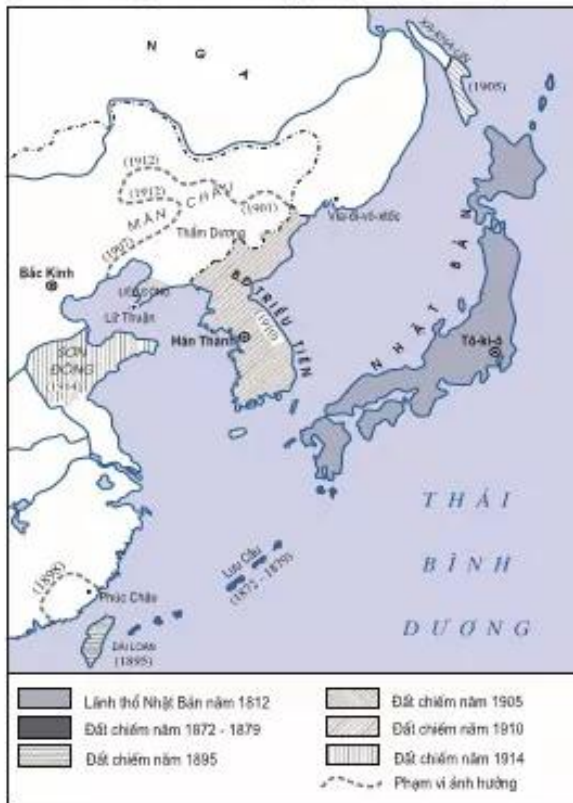 N G A
XA-KHA-LIN
(1905)
(1912)
(1912)
MÃN CHÂU
(1901)
(1907)
Thẩm Dương
Vla-đi-vô-xtốc
Bắc Kinh
LIÊU ĐÔNG
Lữ Thuận
BĐ TRIỀU TIÊN
(1910)
Hán Thành
SƠN ĐÔNG
(1914)
NHẬT BẢN
Tô-ki-ô
THÁI
BÌNH
DƯƠNG
Lưu Cầu
(1872 - 1879)
(1898)
Phúc Châu
ĐÀI LOAN
(1895)
Lãnh thổ Nhật Bản năm 1812
Đất chiếm năm 1872 - 1879
Đất chiếm năm 1895
Đất chiếm năm 1905
Đất chiếm năm 1910
Đất chiếm năm 1914
Phạm vi ảnh hưởng